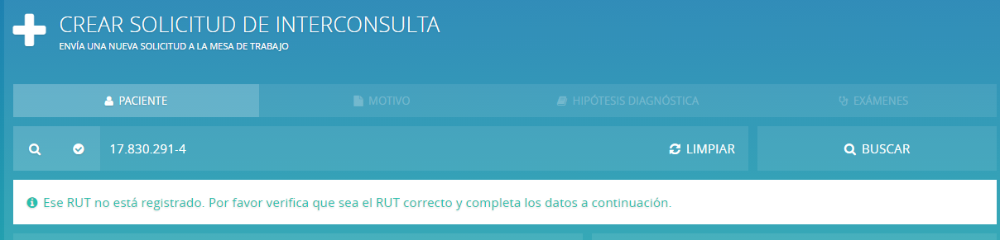 CREAR SOLICITUD DE INTERCONSULTA
ENVÍA UNA NUEVA SOLICITUD A LA MESA DE TRABAJO
PACIENTE MOTIVO HIPÓTESIS DIAGNÓSTICA EXÁMENES
17.830.291-4 LIMPIAR BUSCAR
Ese RUT no está registrado. Por favor verifica que sea el RUT correcto y completa los datos a continuación.